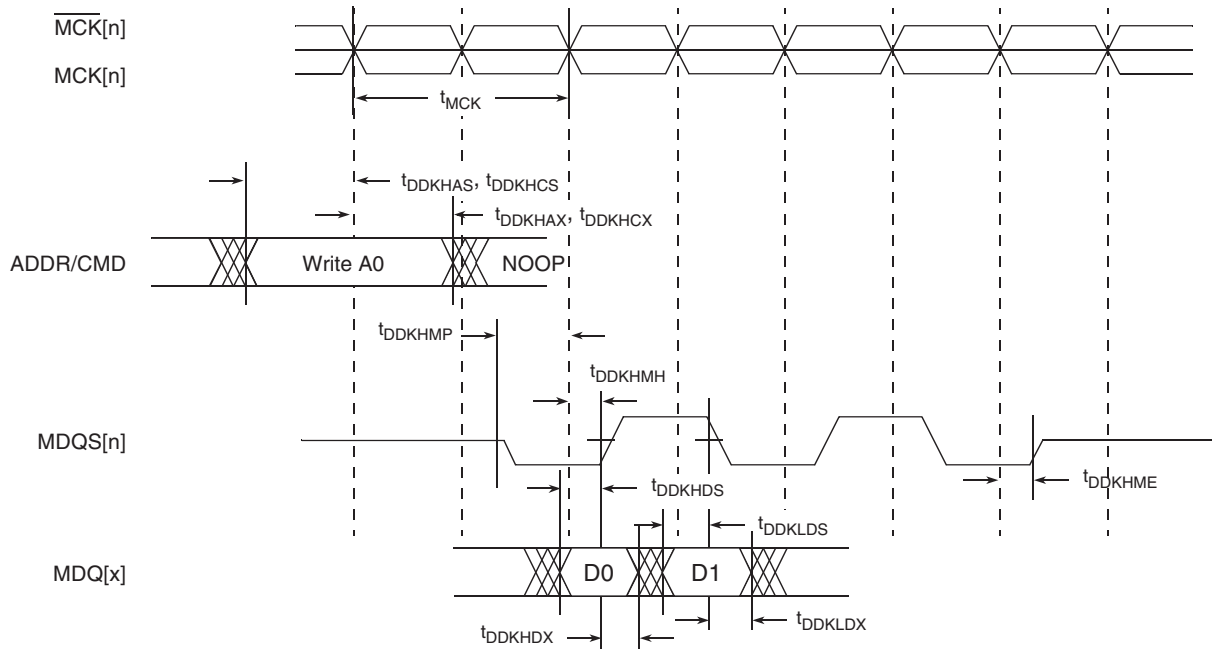 MCK[n]
MCK[n]
tMCK
tDDKHAS, tDDKHCS
tDDKHAX, tDDKHCX
ADDR/CMD
Write A0
NOOP
tDDKHMP
tDDKHMH
MDQS[n]
tDDKHDS
tDDKHME
tDDKLDS
MDQ[x]
D0
D1
tDDKHDX
tDDKLDX